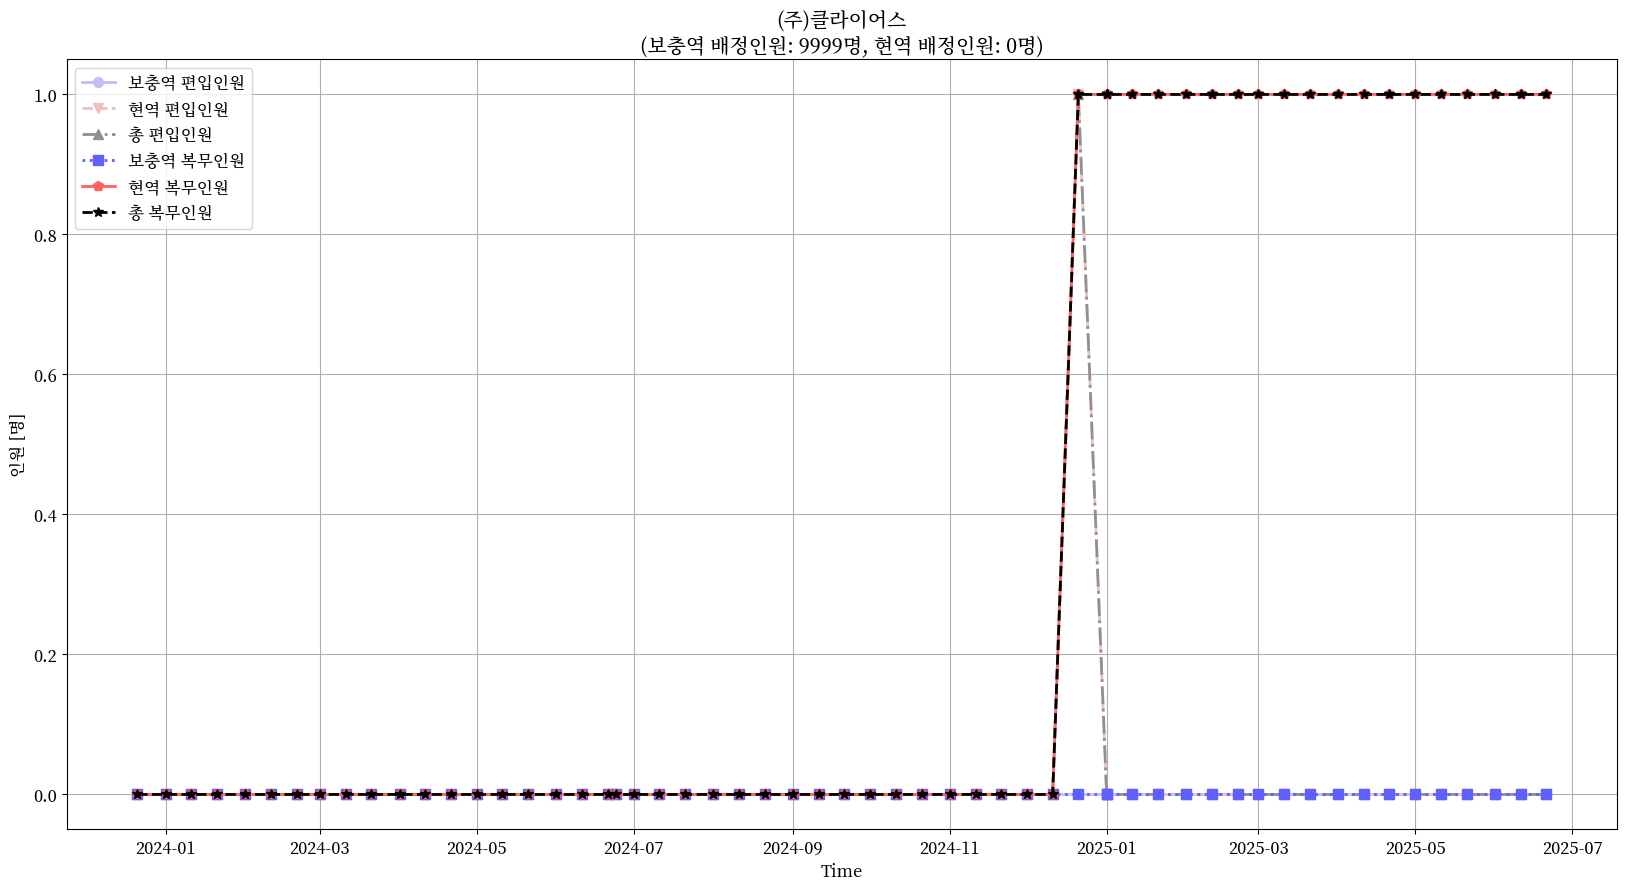 (주)클라이어스
(보충역 배정인원: 9999명, 현역 배정인원: 0명)
보충역 편입인원
현역 편입인원
총 편입인원
보충역 복무인원
현역 복무인원
총 복무인원
1.0
0.8
0.6
0.4
0.2
0.0
인원 [명]
2024-01
2024-03
2024-05
2024-07
2024-09
2024-11
2025-01
2025-03
2025-05
2025-07
Time